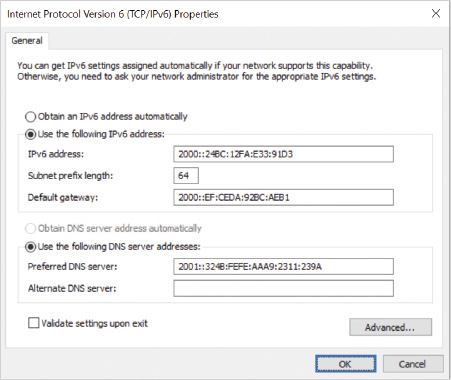 Internet Protocol Version 6 (TCP/IPv6) Properties
General
You can get IPv6 settings assigned automatically if your network supports this capability.
Otherwise, you need to ask your network administrator for the appropriate IPv6 settings.
Obtain an IPv6 address automatically
Use the following IPv6 address:
IPv6 address: 2000::24BC:12FA:E33:91D3
Subnet prefix length: 64
Default gateway: 2000::EF:CEDA:92BC:AEB1
Obtain DNS server address automatically
Use the following DNS server addresses:
Preferred DNS server: 2001::324B:FEFE:AAA9:2311:239A
Alternate DNS server:
Validate settings upon exit
Advanced...
OK Cancel